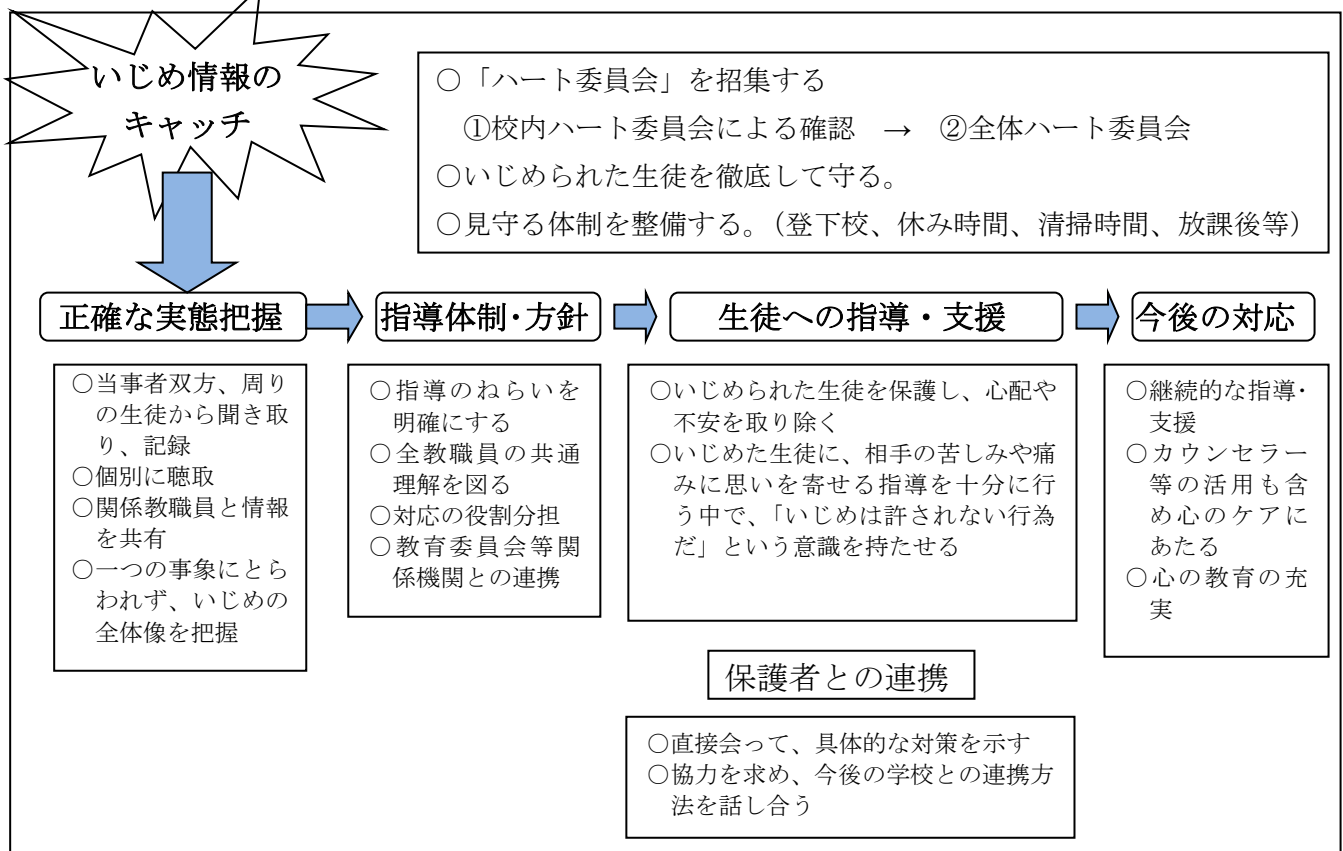 いじめ情報の
キャッチ
○「ハート委員会」を招集する
①校内ハート委員会による確認 → ②全体ハート委員会
○いじめられた生徒を徹底して守る。
○見守る体制を整備する。（登下校、休み時間、清掃時間、放課後等）
正確な実態把握
指導体制・方針
生徒への指導・支援
今後の対応
○当事者双方、周り
の生徒から聞き取
り、記録
○個別に聴取
○関係教職員と情報
を共有
○一つの事象にとら
われず、いじめの
全体像を把握
○指導のねらいを
明確にする
○全教職員の共通
理解を図る
○対応の役割分担
○教育委員会等関
係機関との連携
○いじめられた生徒を保護し、心配や
不安を取り除く
○いじめた生徒に、相手の苦しみや痛
みに思いを寄せる指導を十分に行
う中で、「いじめは許されない行為
だ」という意識を持たせる
○継続的な指導・
支援
○カウンセラー
等の活用も含
め心のケアに
あたる
○心の教育の充
実
保護者との連携
○直接会って、具体的な対策を示す
○協力を求め、今後の学校との連携方
法を話し合う